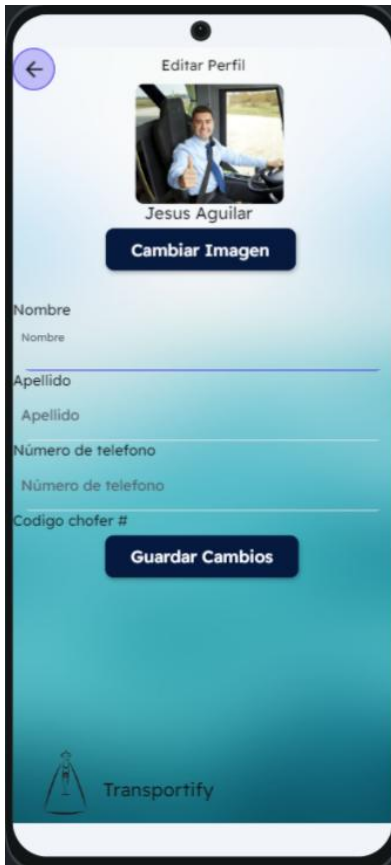 Editar Perfil
Jesus Aguilar
Cambiar Imagen
Nombre
Nombre
Apellido
Apellido
Número de telefono
Número de telefono
Codigo chofer #
Guardar Cambios
Transportify